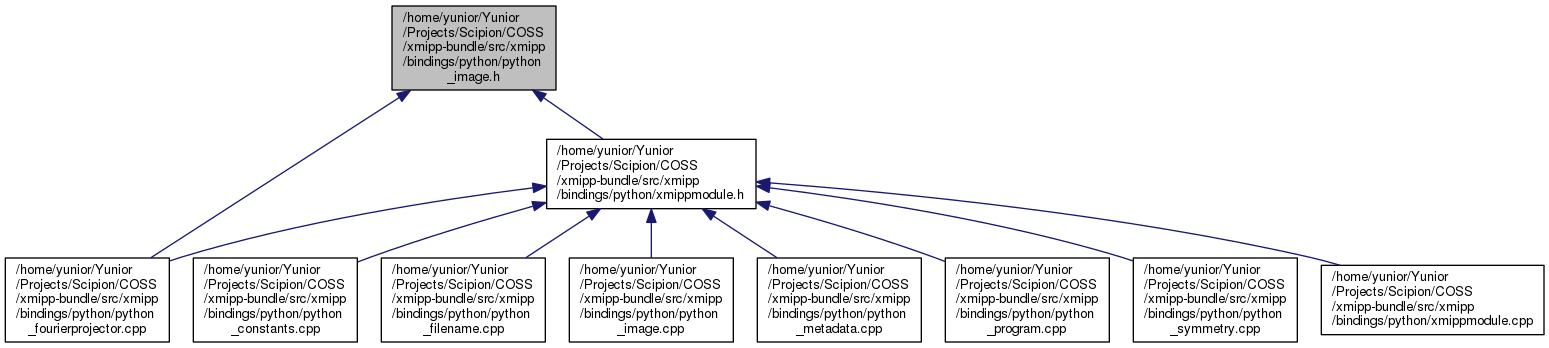 /home/yunior/Yunior
/Projects/Scipion/COSS
/xmipp-bundle/src/xmipp
/bindings/python/python
_image.h
/home/yunior/Yunior
/Projects/Scipion/COSS
/xmipp-bundle/src/xmipp
/bindings/python/xmippmodule.h
/home/yunior/Yunior
/Projects/Scipion/COSS
/xmipp-bundle/src/xmipp
/bindings/python/python
_fourierprojector.cpp
/home/yunior/Yunior
/Projects/Scipion/COSS
/xmipp-bundle/src/xmipp
/bindings/python/python
_constants.cpp
/home/yunior/Yunior
/Projects/Scipion/COSS
/xmipp-bundle/src/xmipp
/bindings/python/python
_filename.cpp
/home/yunior/Yunior
/Projects/Scipion/COSS
/xmipp-bundle/src/xmipp
/bindings/python/python
_image.cpp
/home/yunior/Yunior
/Projects/Scipion/COSS
/xmipp-bundle/src/xmipp
/bindings/python/python
_metadata.cpp
/home/yunior/Yunior
/Projects/Scipion/COSS
/xmipp-bundle/src/xmipp
/bindings/python/python
_program.cpp
/home/yunior/Yunior
/Projects/Scipion/COSS
/xmipp-bundle/src/xmipp
/bindings/python/python
_symmetry.cpp
/home/yunior/Yunior
/Projects/Scipion/COSS
/xmipp-bundle/src/xmipp
/bindings/python/xmippmodule.cpp